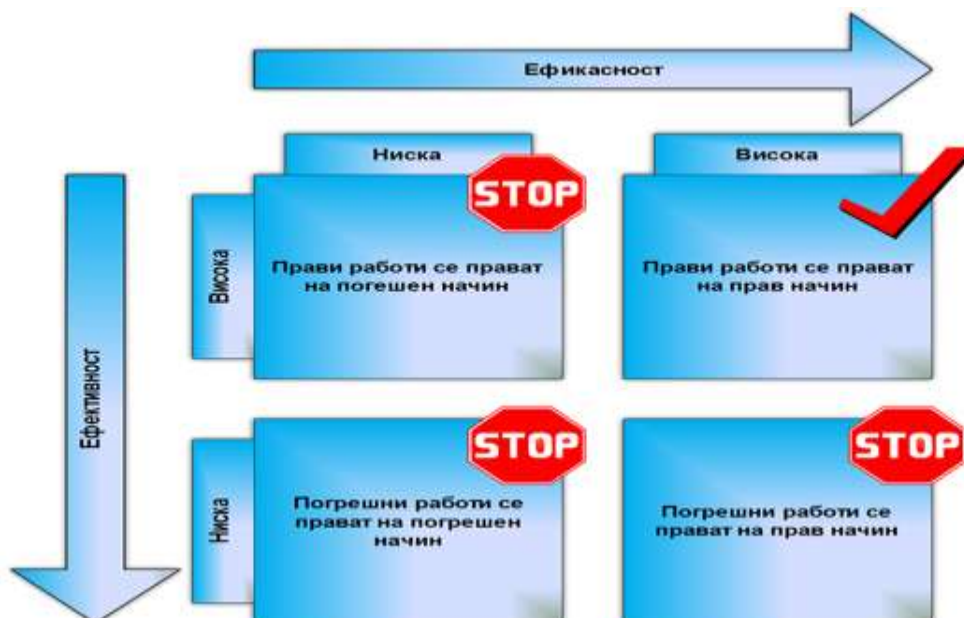 Ефикасност
Ниска
Висока
STOP
Висока
Прави работи се прават
на погешен начин
Прави работи се прават
на прав начин
Ефективност
STOP
STOP
Ниска
Погрешни работи се
прават на погрешен
начин
Погрешни работи се
прават на прав начин